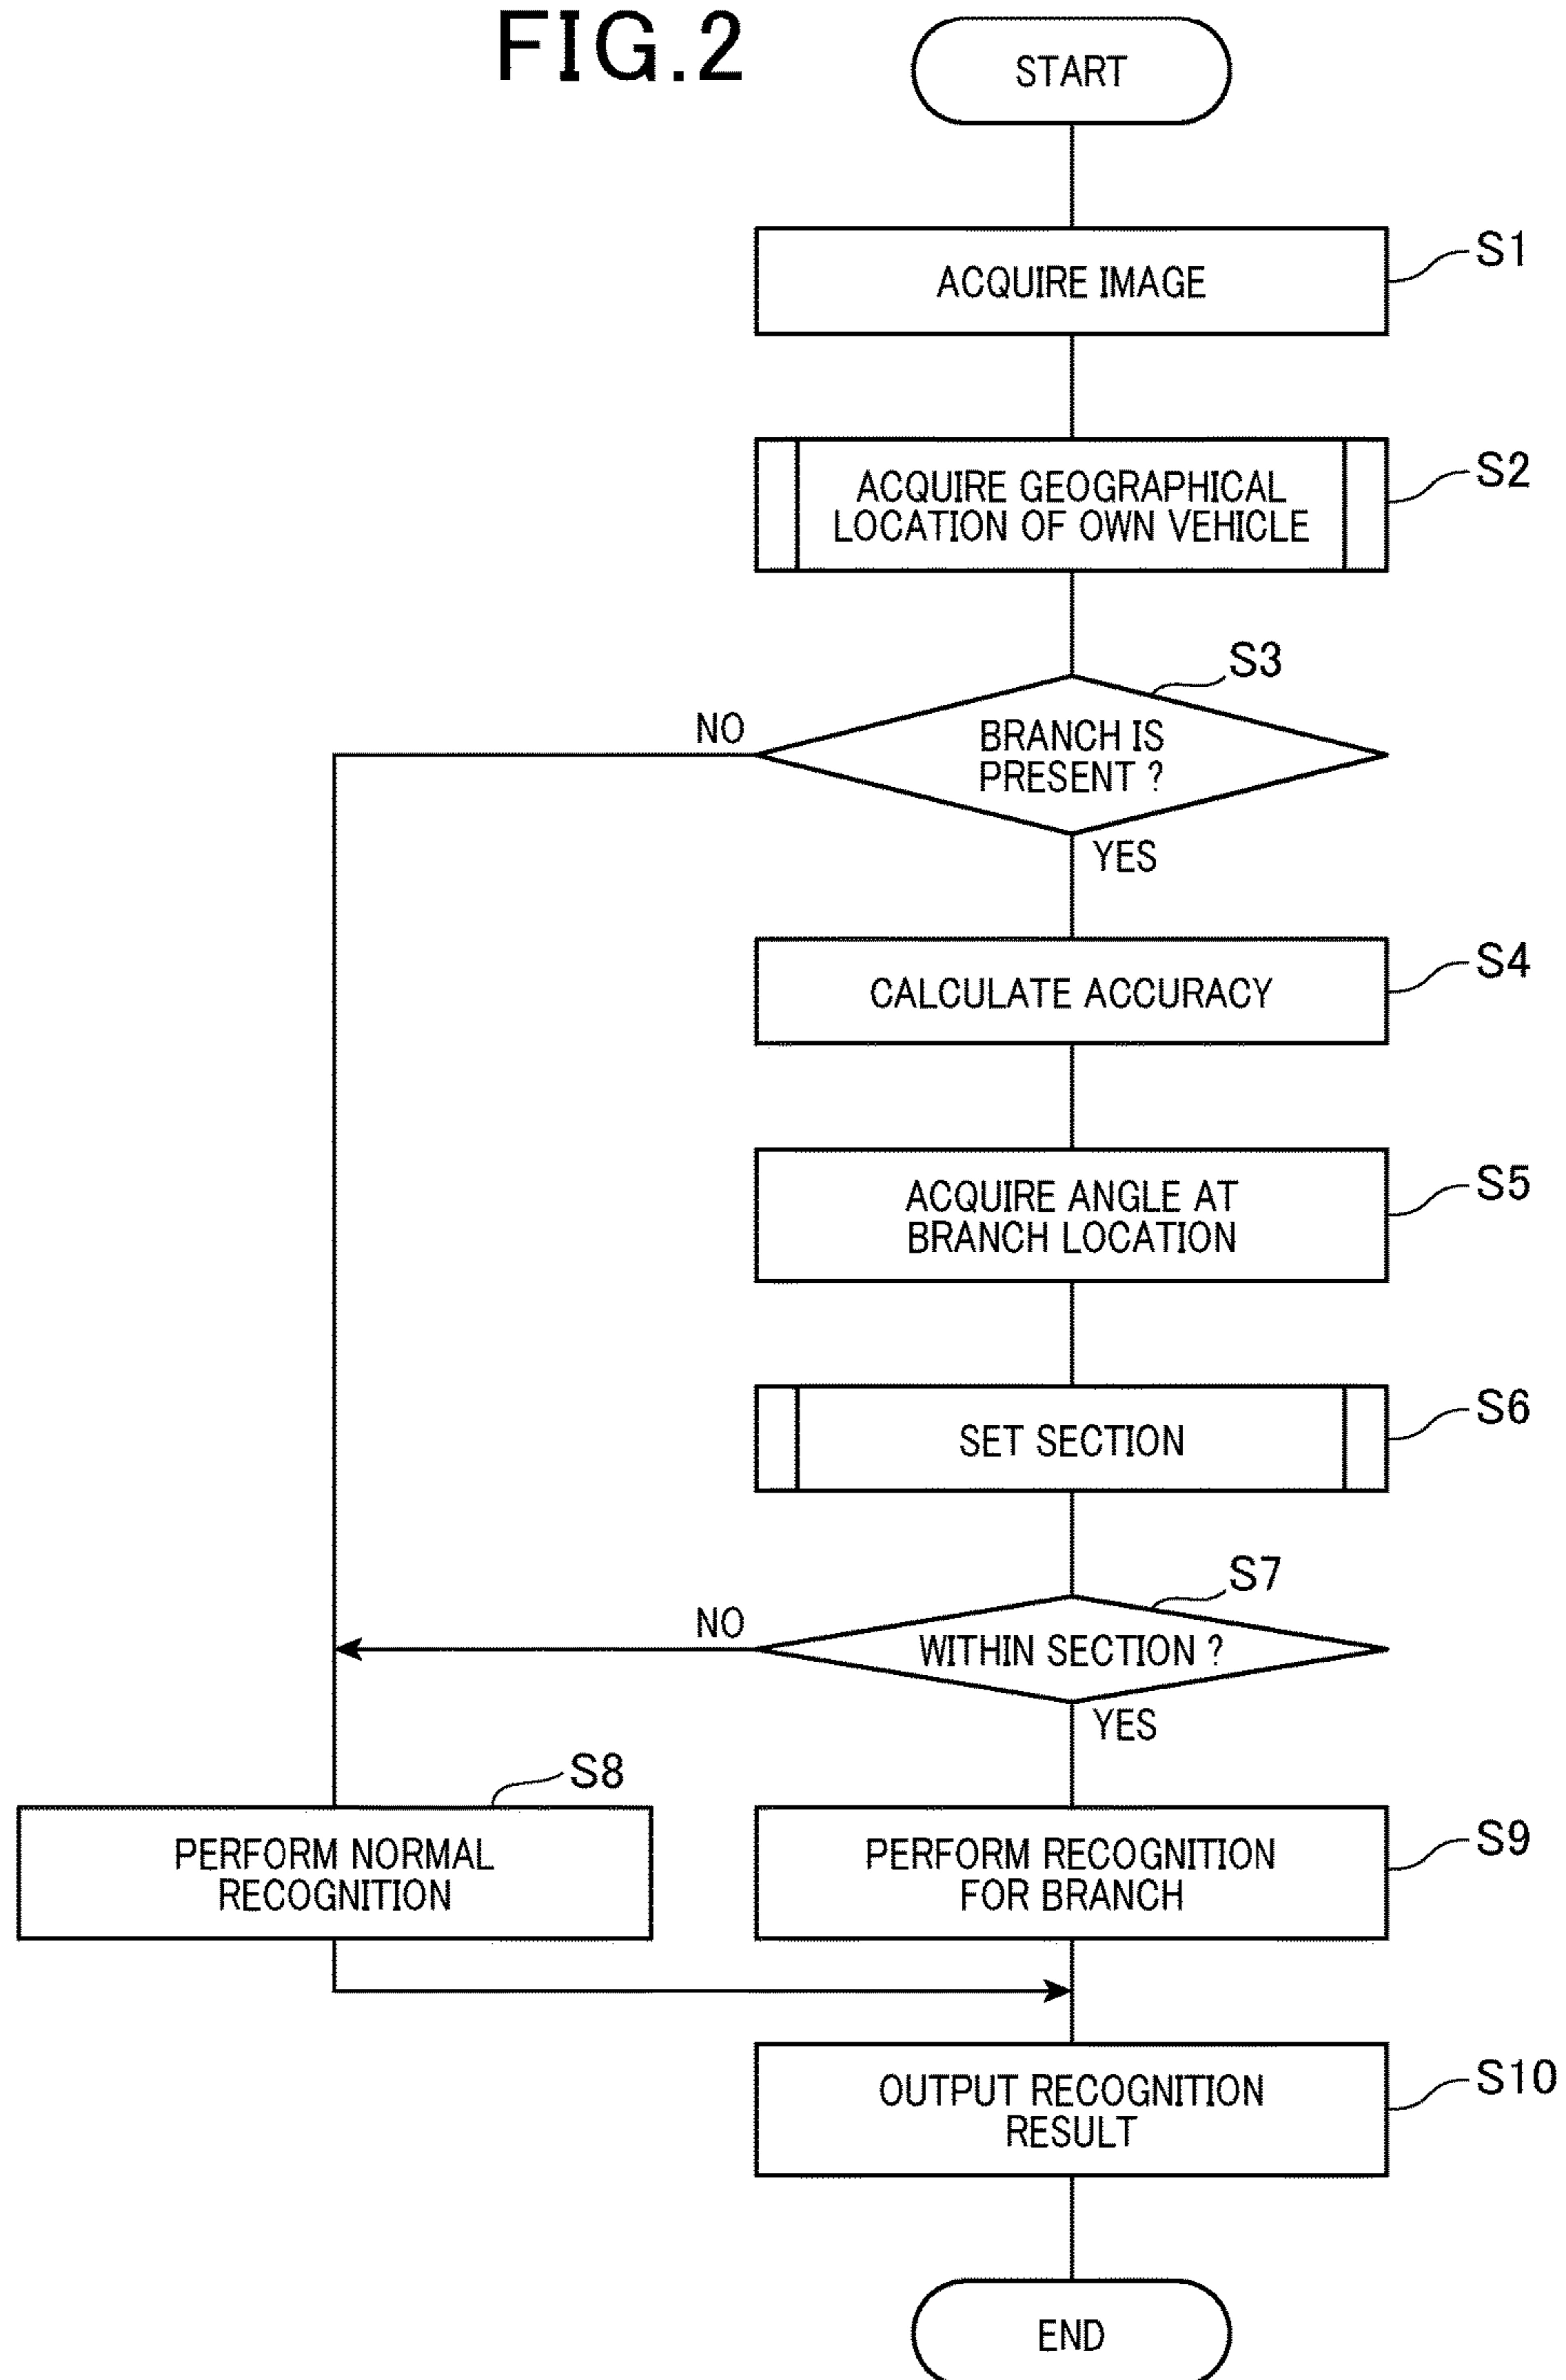 FIG.2
START
ACQUIRE IMAGE
S1
ACQUIRE GEOGRAPHICAL
LOCATION OF OWN VEHICLE
S2
S3
BRANCH IS
PRESENT ?
NO
YES
CALCULATE ACCURACY
S4
ACQUIRE ANGLE AT
BRANCH LOCATION
S5
SET SECTION
S6
S7
WITHIN SECTION ?
NO
YES
S8
PERFORM NORMAL
RECOGNITION
PERFORM RECOGNITION
FOR BRANCH
S9
OUTPUT RECOGNITION
RESULT
S10
END